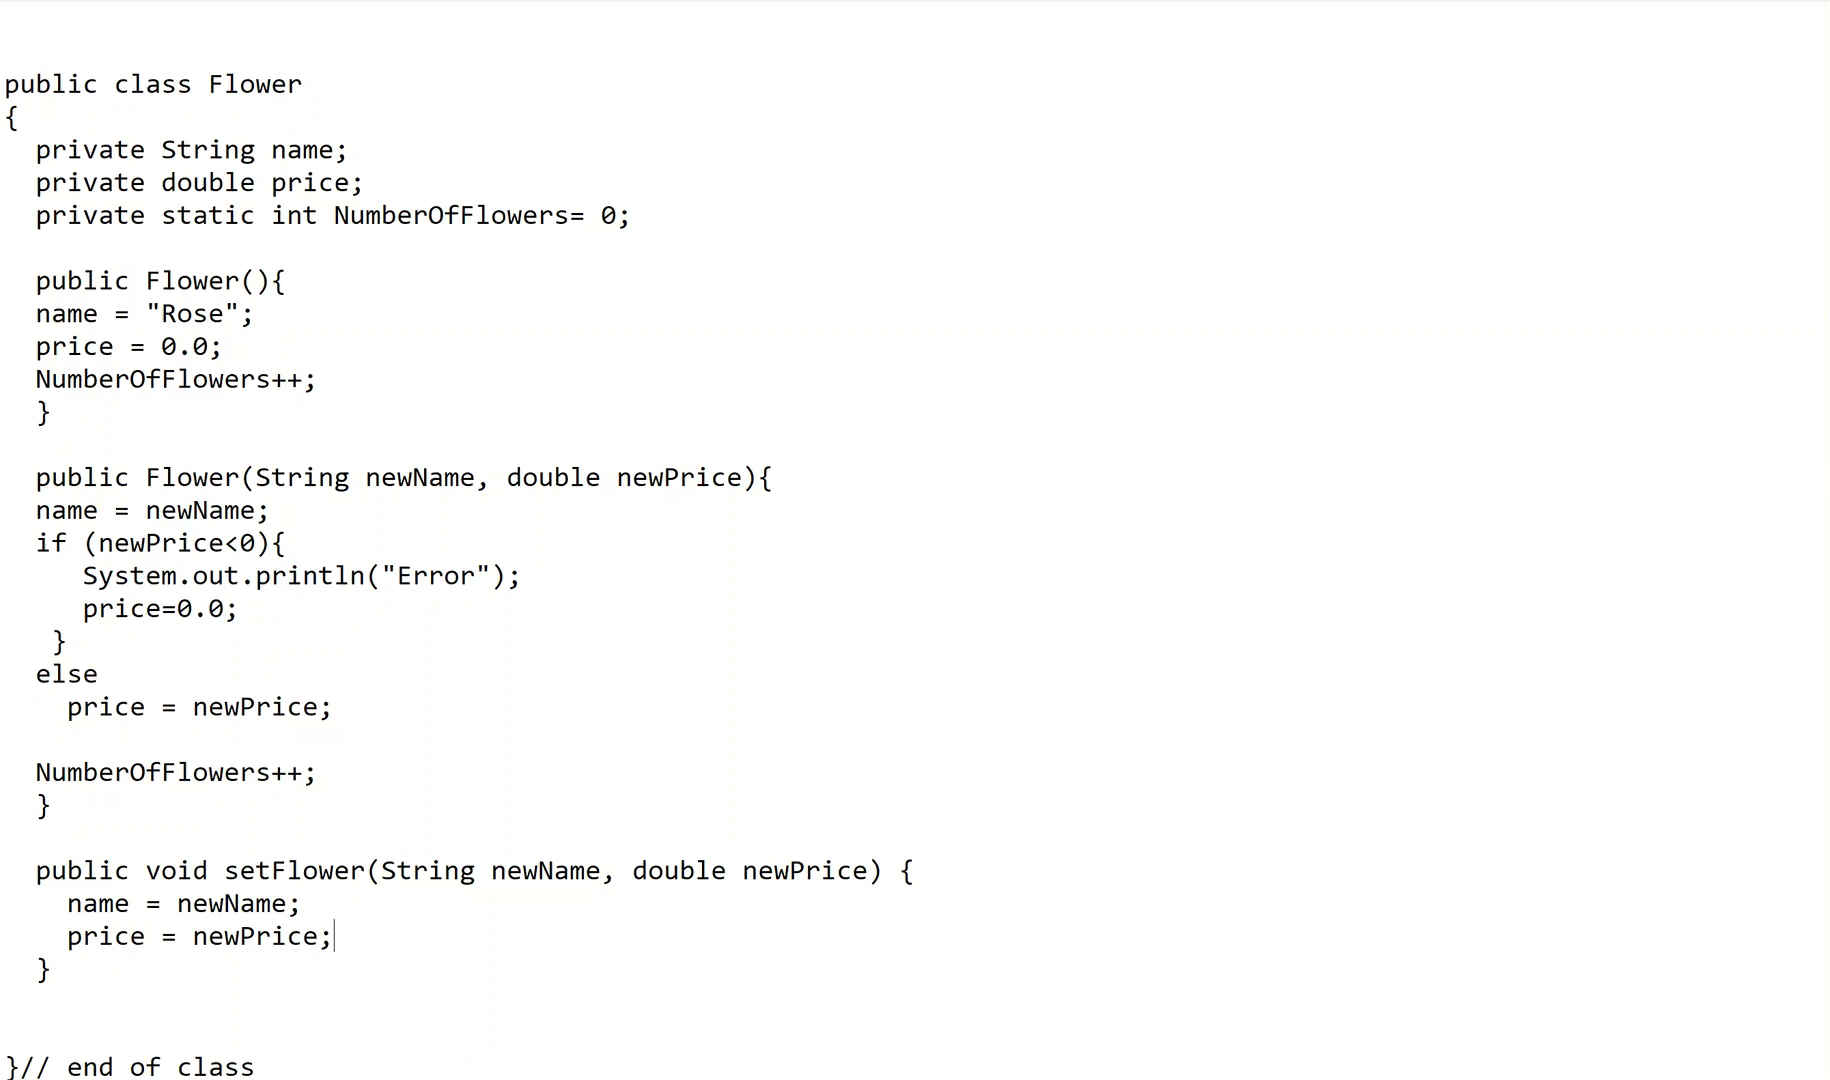 public class Flower
{
private String name;
private double price;
private static int NumberOfFlowers= 0;
public Flower(){
name = "Rose";
price = 0.0;
NumberOfFlowers++;
}
public Flower(String newName, double newPrice){
name = newName;
if (newPrice<0){
System.out.println("Error");
price=0.0;
}
else
price = newPrice;
NumberOfFlowers++;
}
public void setFlower(String newName, double newPrice) {
name = newName;
price = newPrice;
}
}// end of class